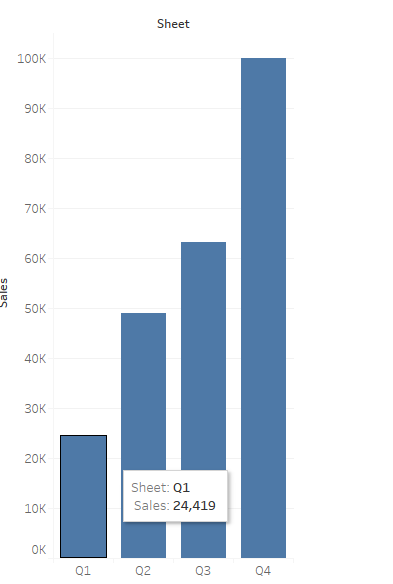 Sheet
100K
90K
80K
70K
60K
50K
40K
30K
20K
10K
0K
Sales
Sheet: Q1
Sales: 24,419
Q1 Q2 Q3 Q4